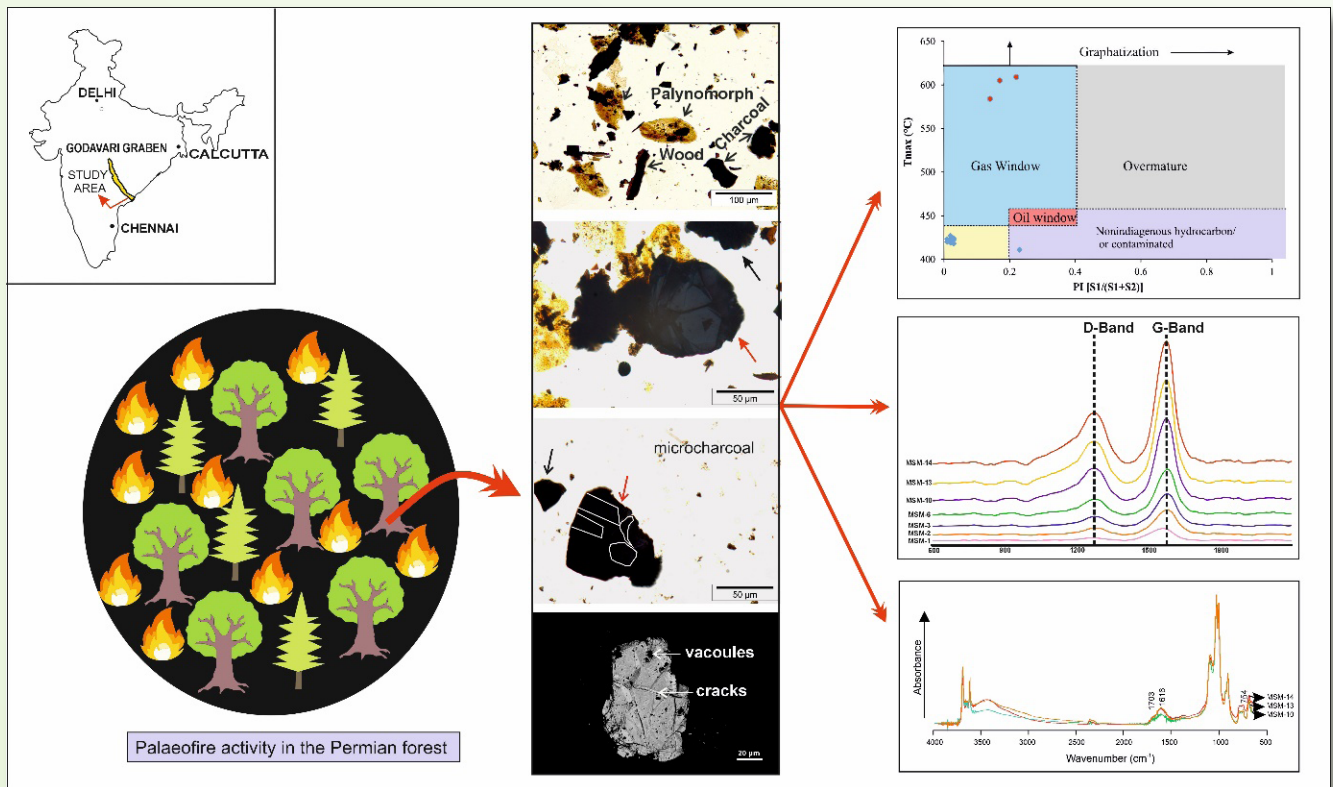 DELHI
GODAVARI GRABEN
CALCUTTA
STUDY
AREA
CHENNAI
Palaeofire activity in the Permian forest
Palynomorph
Charcoal
Wood
100 µm
50 µm
microcharcoal
50 µm
vacoules
cracks
20 µm
Graphatization
650
600
550
500
450
400
Tmax (°C)
Gas Window
Overmature
Oil window
Nonindiagenous hydrocarbon/
or contaminated
0
0.2
0.4
0.6
0.8
1
PI [S1/(S1+S2)]
D-Band
G-Band
MSM-14
MSM-13
MSM-10
MSM-6
MSM-3
MSM-2
MSM-1
600
900
1200
1500
1800
Absorbance
1703
1616
764
MSM-14
MSM-13
MSM-10
4000
3500
3000
2500
2000
1500
1000
500
Wavenumber (cm⁻¹)